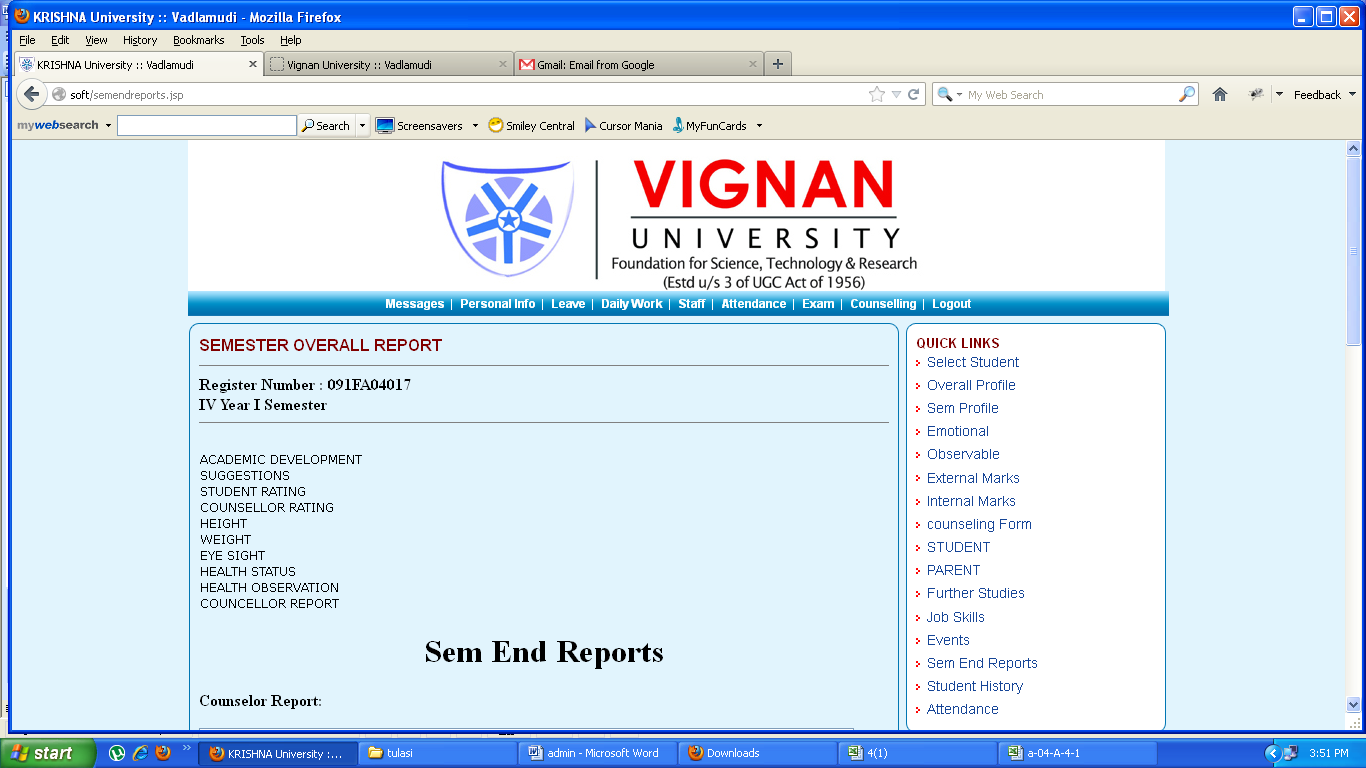 KRISHNA University :: Vadlamudi - Mozilla Firefox
File Edit View History Bookmarks Tools Help
KRISHNA University :: Vadlamudi Vignan University :: Vadlamudi Gmail: Email from Google
soft/semendreports.jsp My Web Search Feedback
mywebsearch Search Screensavers Smiley Central Cursor Mania MyFunCards
VIGNAN
UNIVERSITY
Foundation for Science, Technology & Research
(Estd u/s 3 of UGC Act of 1956)
Messages | Personal Info | Leave | Daily Work | Staff | Attendance | Exam | Counselling | Logout
SEMESTER OVERALL REPORT
Register Number : 091FA04017
IV Year I Semester
ACADEMIC DEVELOPMENT
SUGGESTIONS
STUDENT RATING
COUNSELLOR RATING
HEIGHT
WEIGHT
EYE SIGHT
HEALTH STATUS
HEALTH OBSERVATION
COUNCELLOR REPORT
Sem End Reports
Counselor Report:
QUICK LINKS
Select Student
Overall Profile
Sem Profile
Emotional
Observable
External Marks
Internal Marks
counseling Form
STUDENT
PARENT
Further Studies
Job Skills
Events
Sem End Reports
Student History
Attendance
start KRISHNA University :... tulasi admin - Microsoft Word Downloads 4(1) a-04-A-4-1 3:51 PM